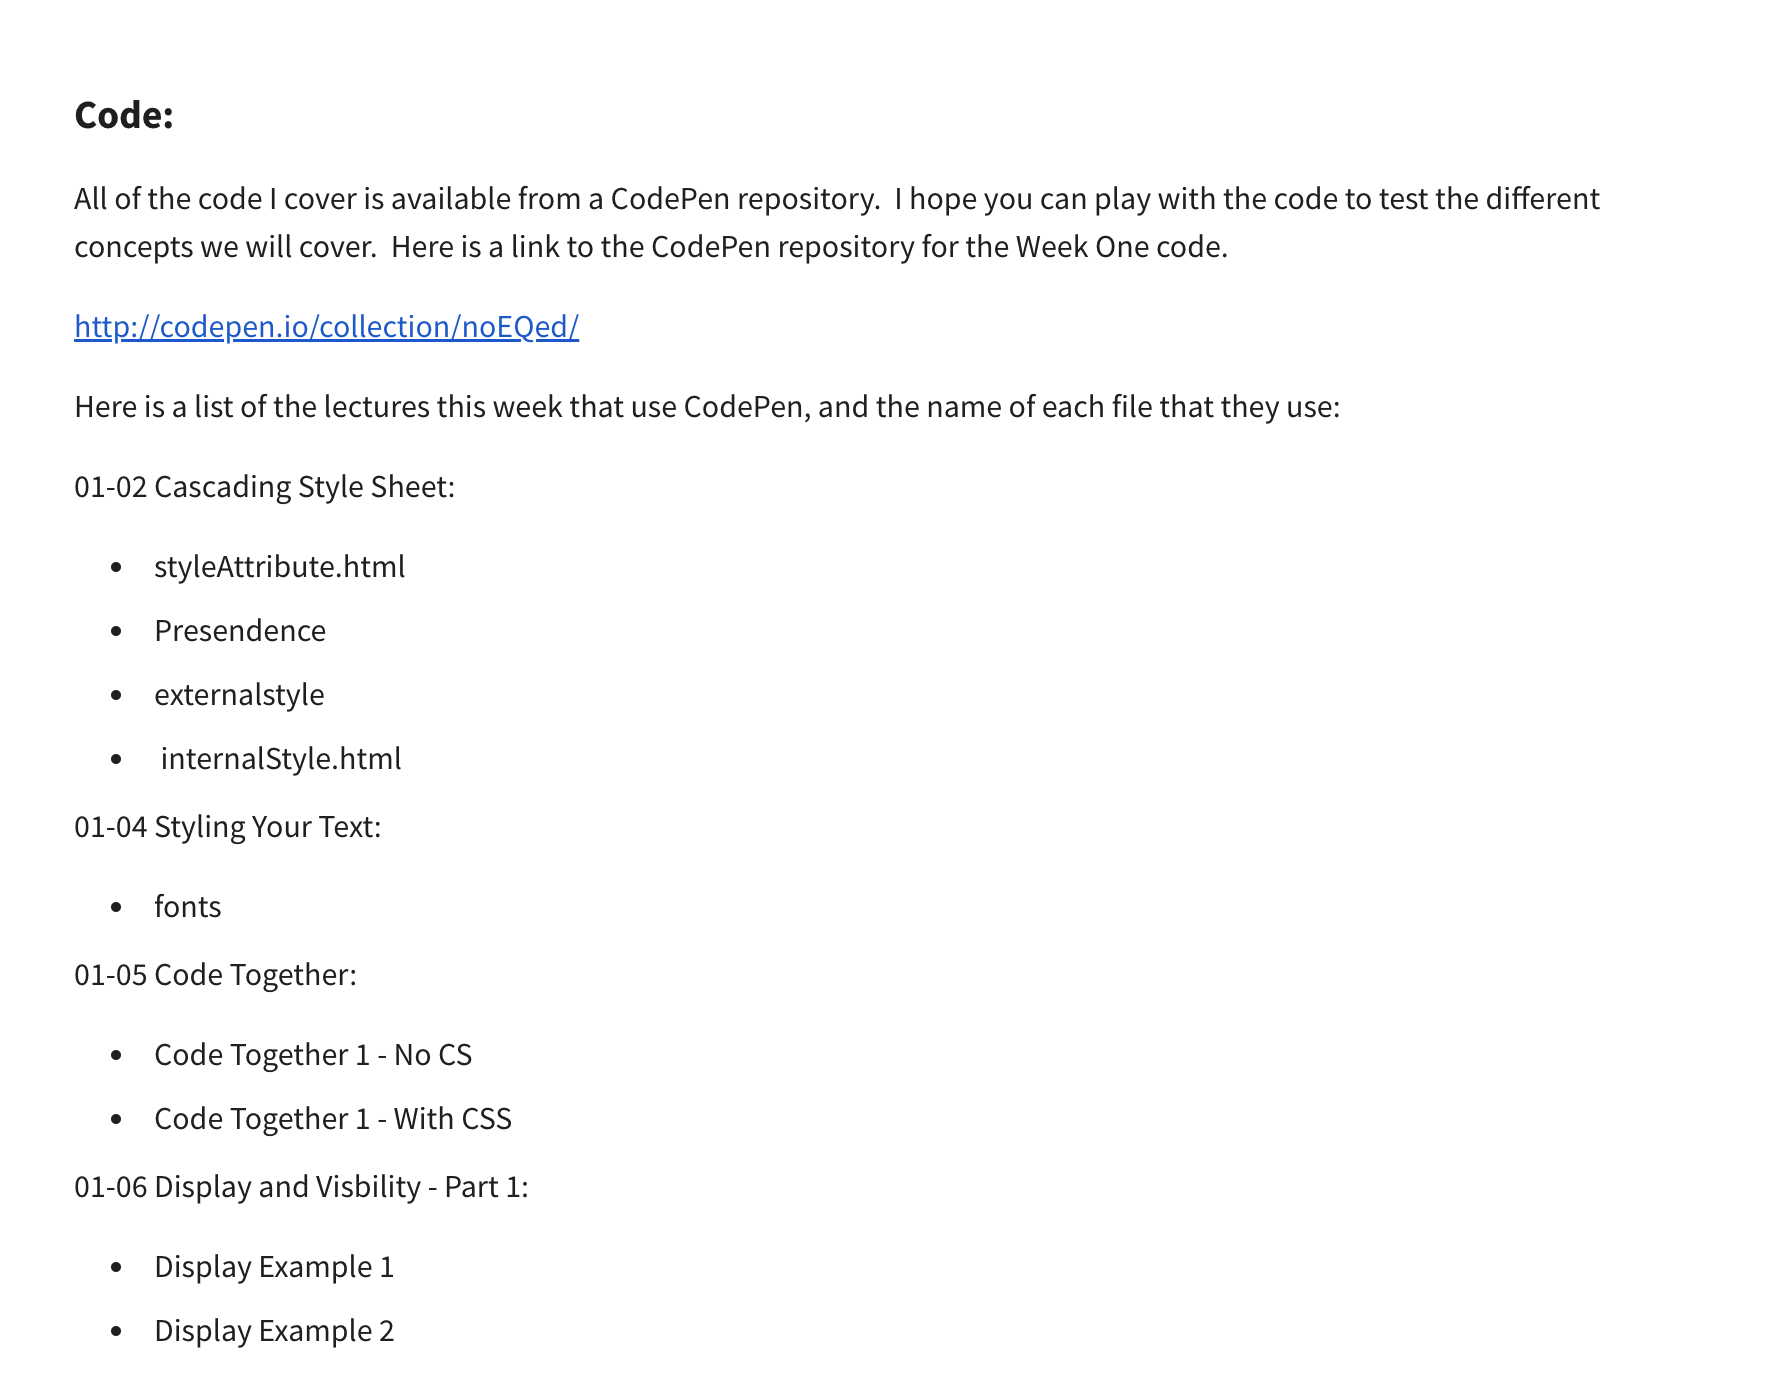 Code:
All of the code I cover is available from a CodePen repository.  I hope you can play with the code to test the different
concepts we will cover.  Here is a link to the CodePen repository for the Week One code.
http://codepen.io/collection/noEQed/
Here is a list of the lectures this week that use CodePen, and the name of each file that they use:
01-02 Cascading Style Sheet:
• styleAttribute.html
• Presendence
• externalstyle
• internalStyle.html
01-04 Styling Your Text:
• fonts
01-05 Code Together:
• Code Together 1 - No CS
• Code Together 1 - With CSS
01-06 Display and Visbility - Part 1:
• Display Example 1
• Display Example 2